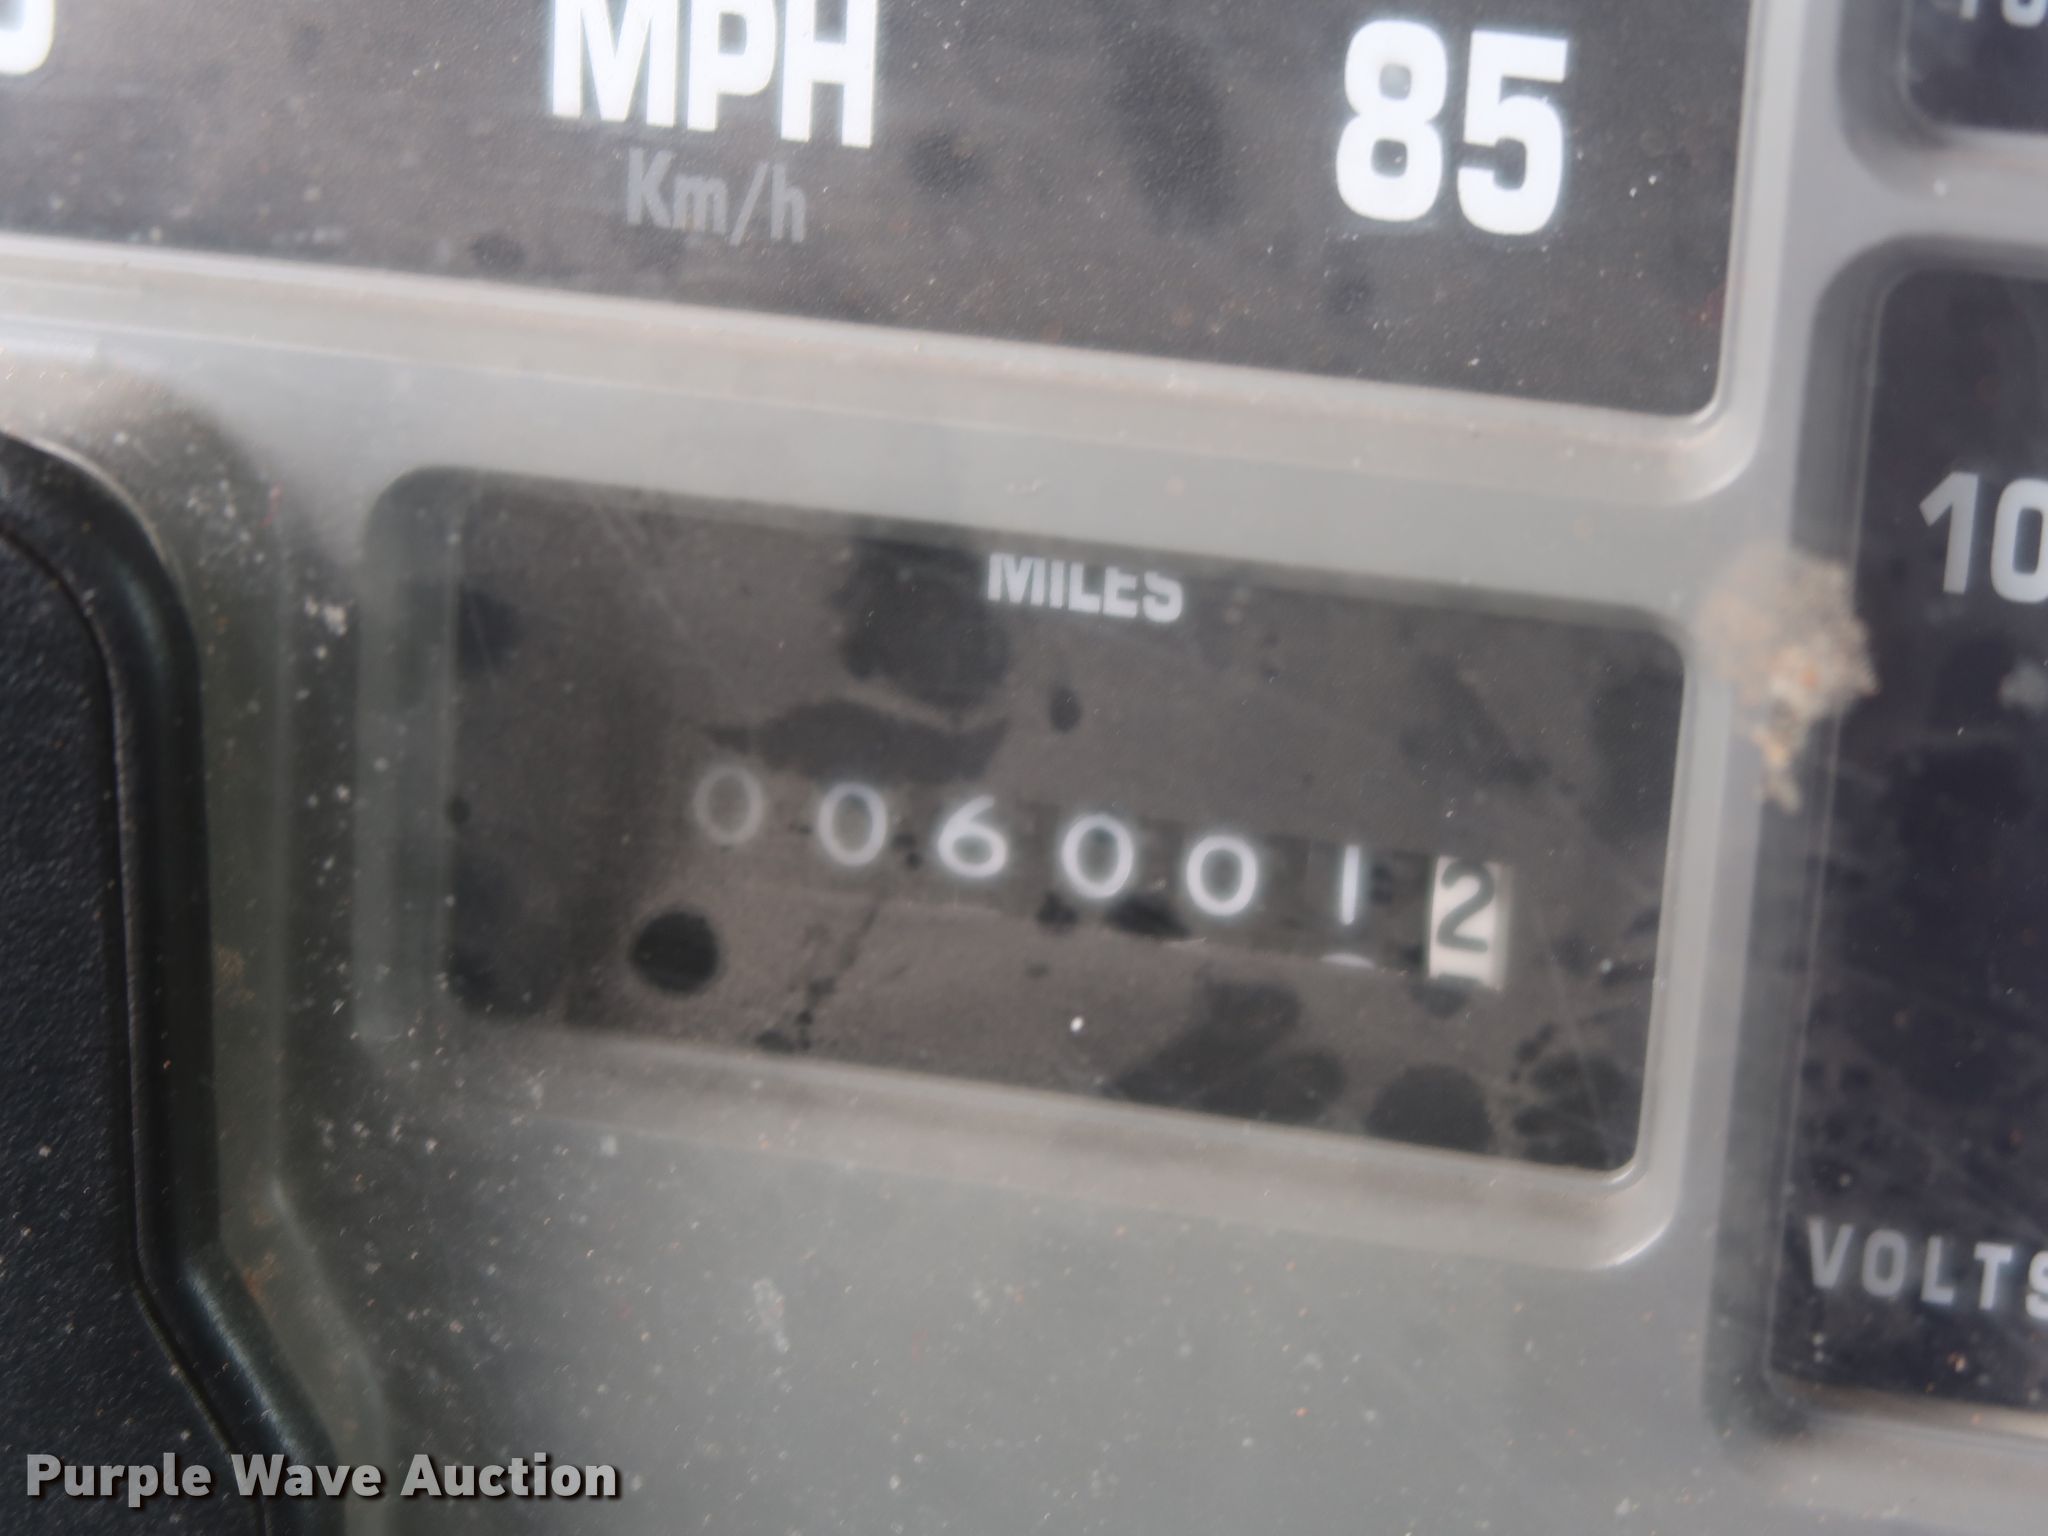 MPH
85
Km/h
MILES
10
0060012
VOLTS
Purple Wave Auction